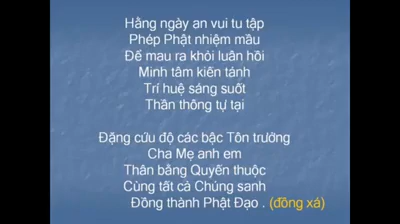 Hằng ngày an vui tu tập
Phép Phật nhiệm mầu
Để mau ra khỏi luân hồi
Minh tâm kiến tánh
Trí huệ sáng suốt
Thần thông tự tại
Đặng cứu độ các bậc Tôn trưởng
Cha Mẹ anh em
Thân bằng Quyến thuộc
Cùng tất cả Chúng sanh
Đồng thành Phật Đạo . (đồng xá)